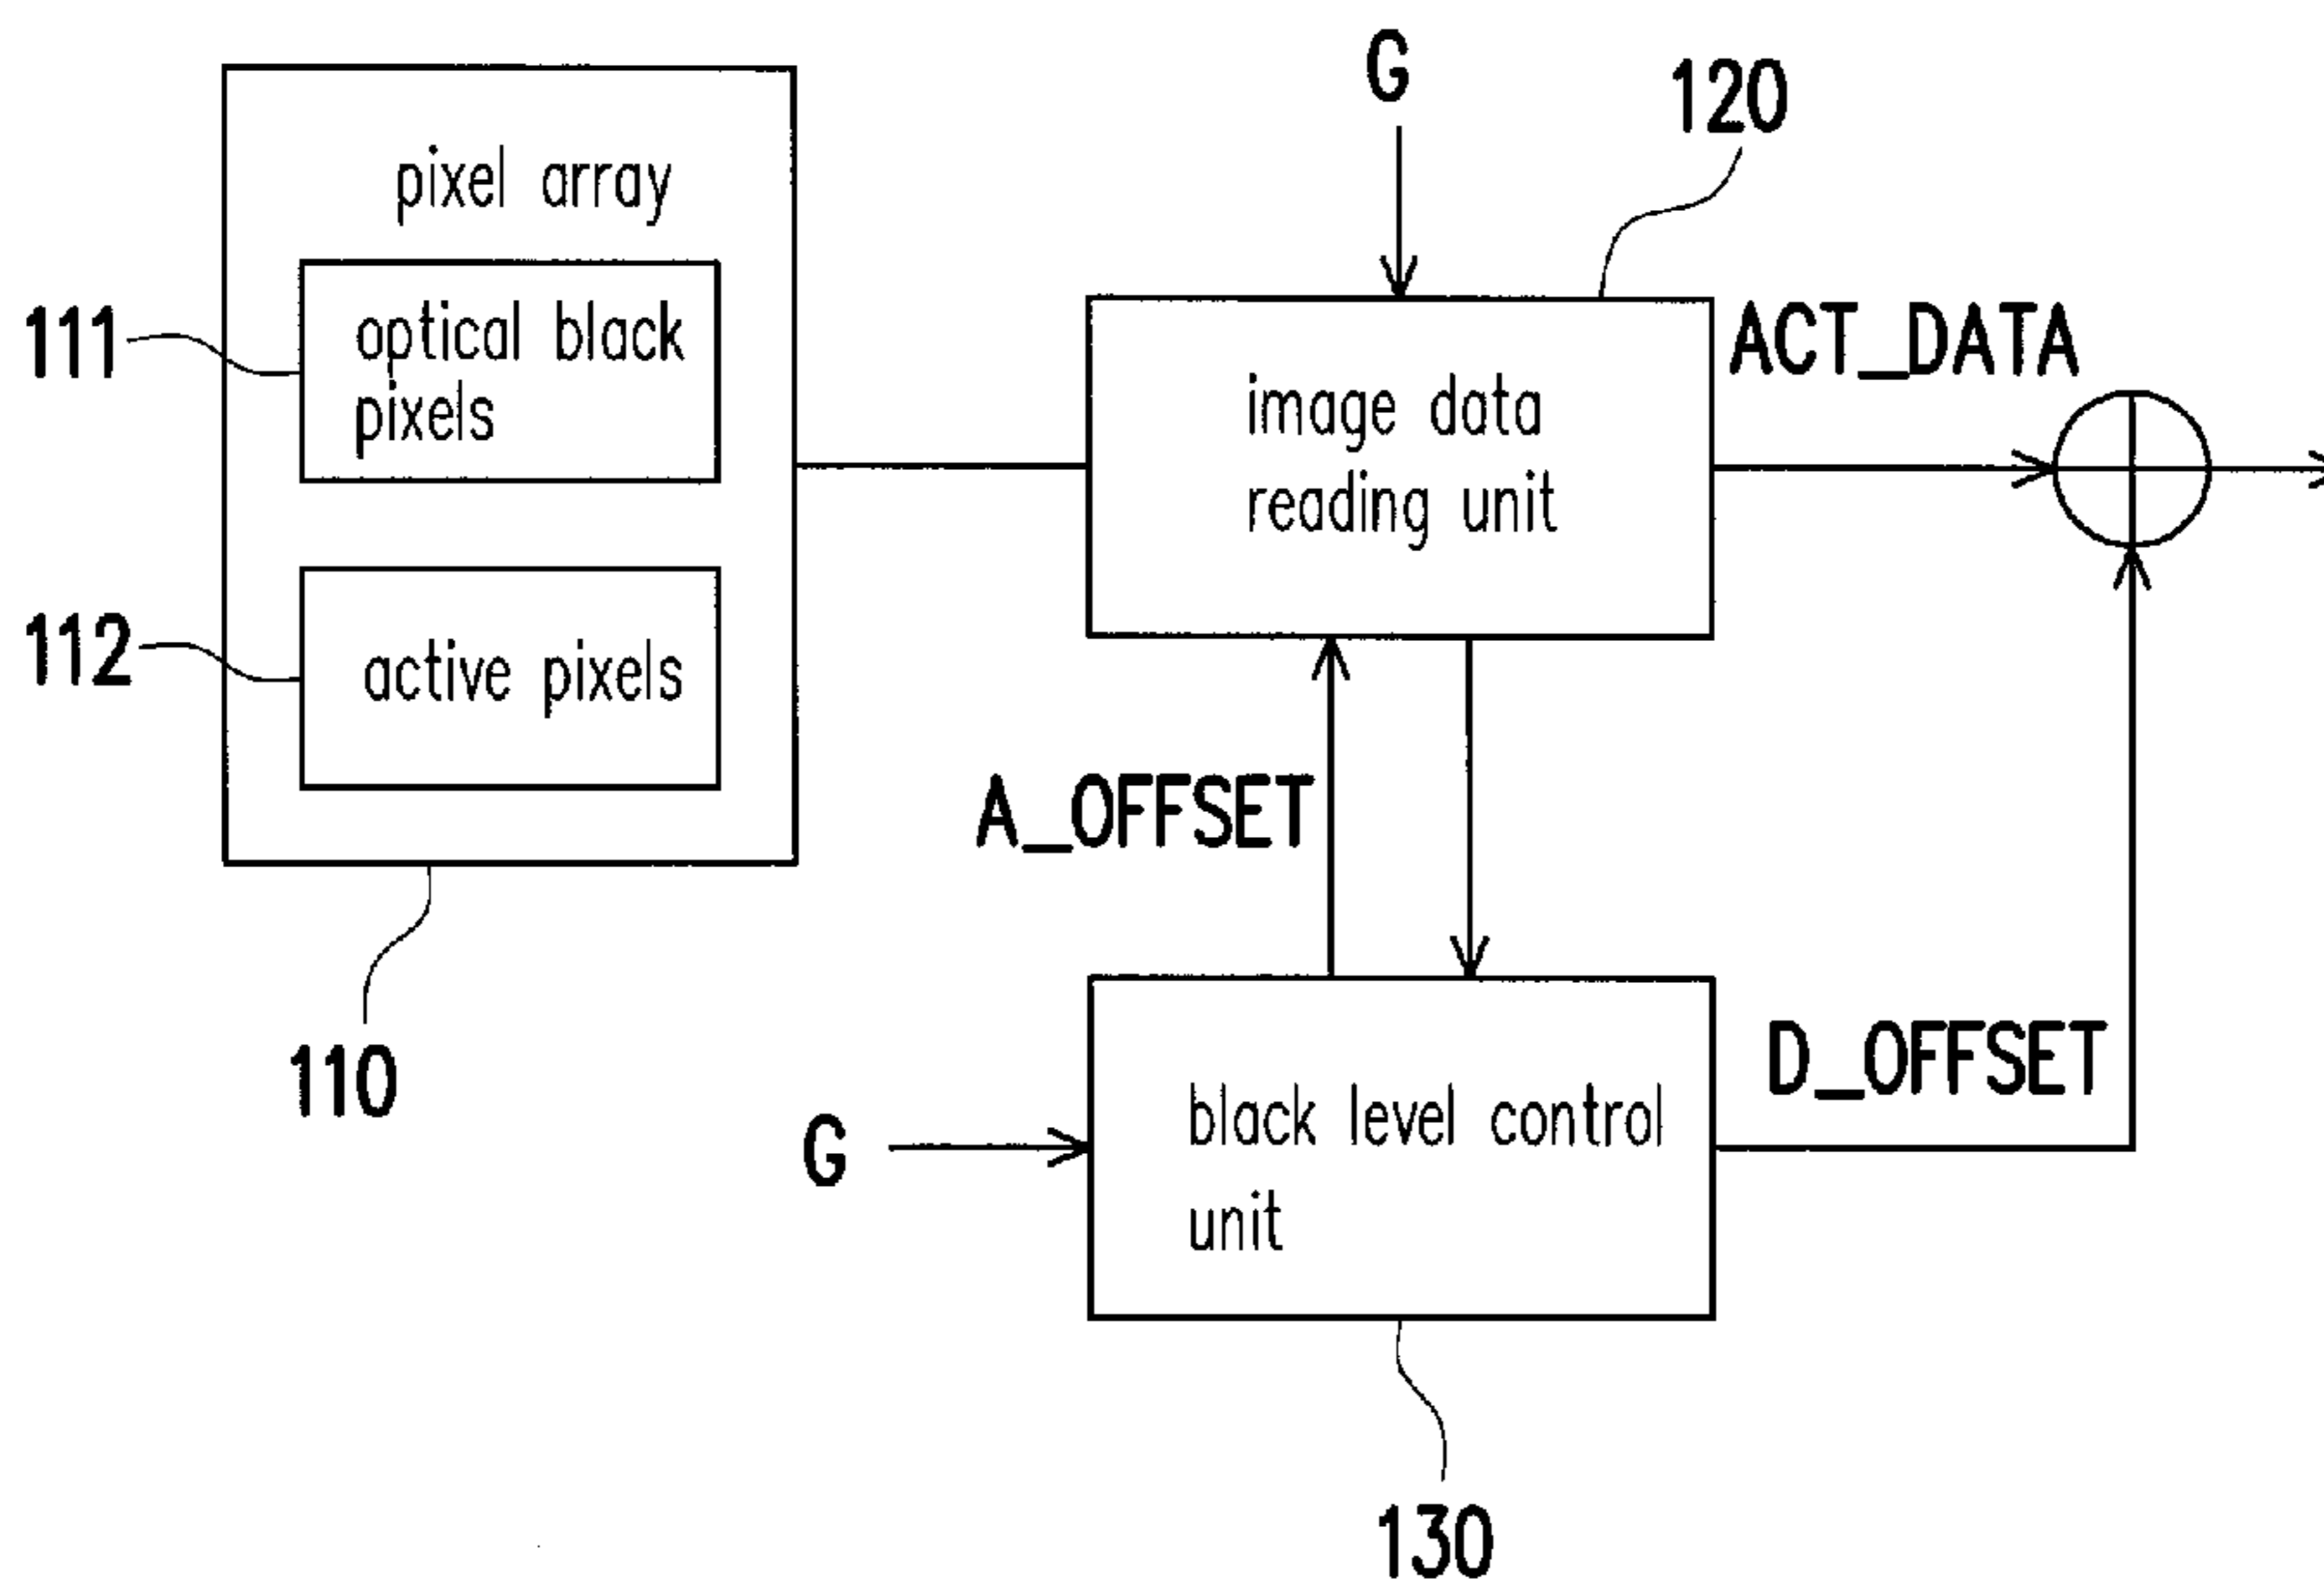 G
120
pixel array
111
optical black
pixels
ACT_DATA
image data
reading unit
112
active pixels
A_OFFSET
D_OFFSET
110
G
black level control
unit
130